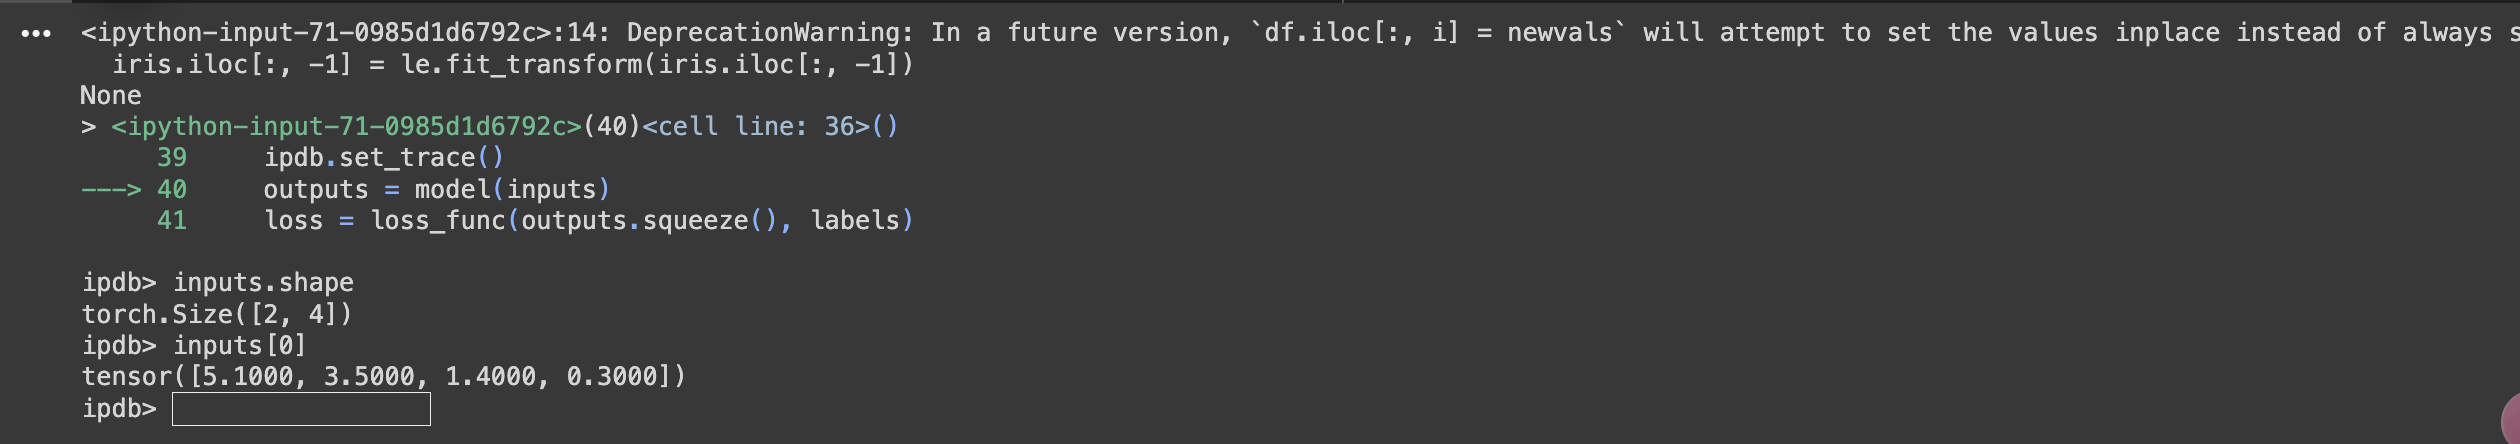 <ipython-input-71-0985d1d6792c>:14: DeprecationWarning: In a future version, `df.iloc[:, i] = newvals` will attempt to set the values inplace instead of always s
iris.iloc[:, -1] = le.fit_transform(iris.iloc[:, -1])
None
> <ipython-input-71-0985d1d6792c>(40)<cell line: 36>()
39 ipdb.set_trace()
---> 40 outputs = model(inputs)
41 loss = loss_func(outputs.squeeze(), labels)
ipdb> inputs.shape
torch.Size([2, 4])
ipdb> inputs[0]
tensor([5.1000, 3.5000, 1.4000, 0.3000])
ipdb>